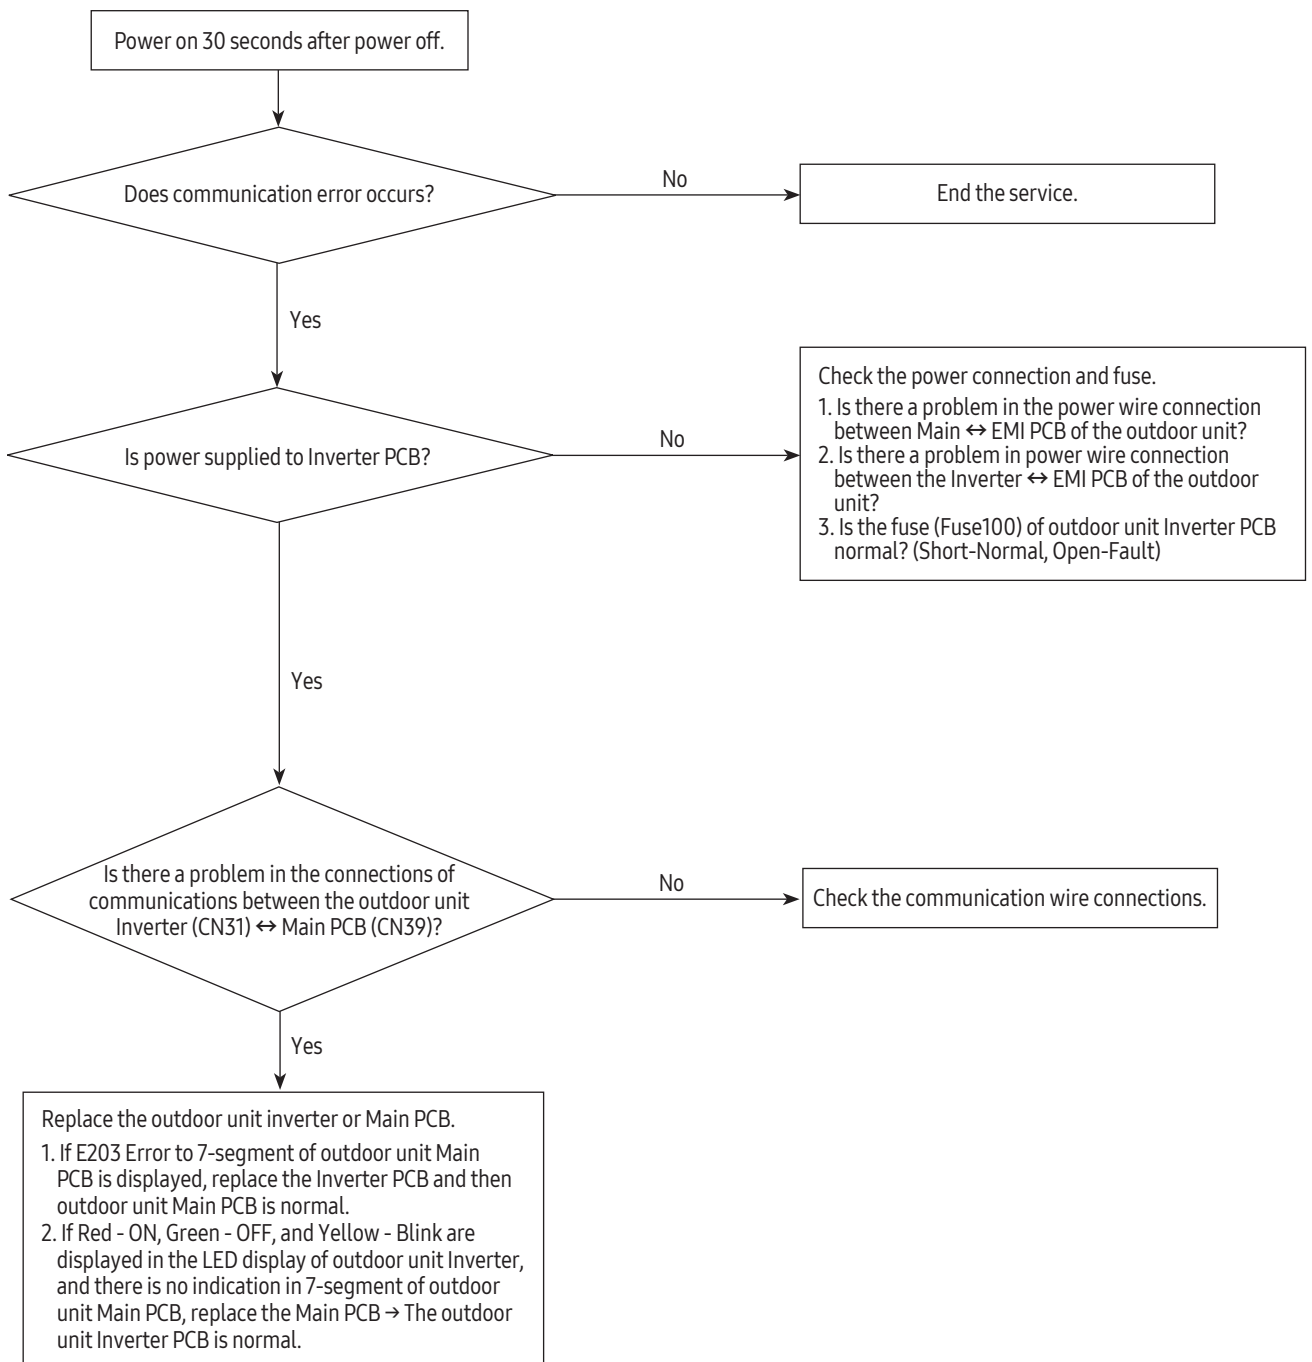 Power on 30 seconds after power off.
Does communication error occurs?
No
End the service.
Yes
Is power supplied to Inverter PCB?
No
Check the power connection and fuse.
1. Is there a problem in the power wire connection
between Main ↔ EMI PCB of the outdoor unit?
2. Is there a problem in power wire connection
between the Inverter ↔ EMI PCB of the outdoor
unit?
3. Is the fuse (Fuse100) of outdoor unit Inverter PCB
normal? (Short-Normal, Open-Fault)
Yes
Is there a problem in the connections of
communications between the outdoor unit
Inverter (CN31) ↔ Main PCB (CN39)?
No
Check the communication wire connections.
Yes
Replace the outdoor unit inverter or Main PCB.
1. If E203 Error to 7-segment of outdoor unit Main
PCB is displayed, replace the Inverter PCB and then
outdoor unit Main PCB is normal.
2. If Red - ON, Green - OFF, and Yellow - Blink are
displayed in the LED display of outdoor unit Inverter,
and there is no indication in 7-segment of outdoor
unit Main PCB, replace the Main PCB → The outdoor
unit Inverter PCB is normal.